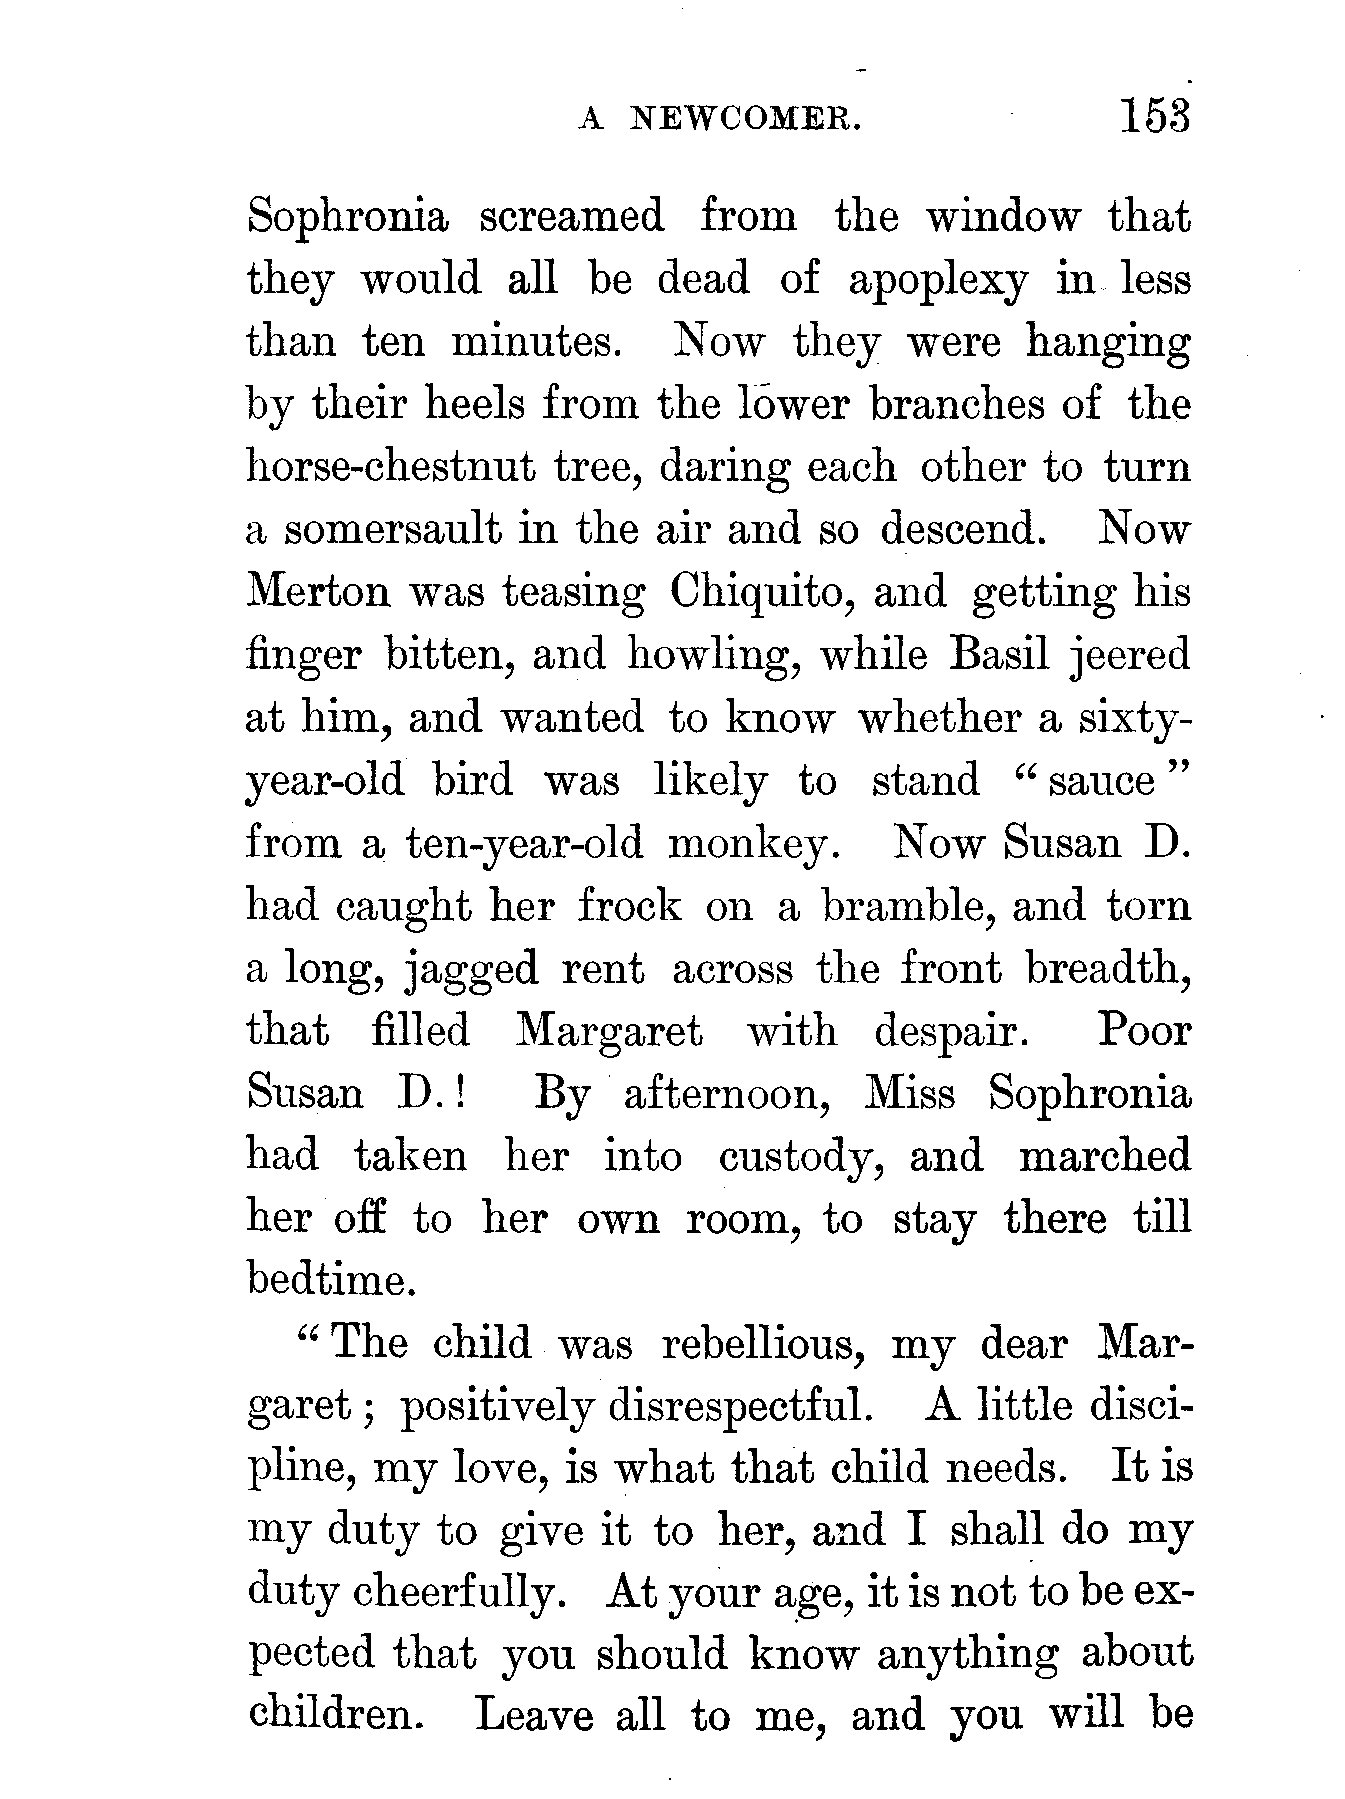 A NEWCOMER. 153
Sophronia screamed from the window that
they would all be dead of apoplexy in less
than ten minutes. Now they were hanging
by their heels from the lower branches of the
horse-chestnut tree, daring each other to turn
a somersault in the air and so descend. Now
Merton was teasing Chiquito, and getting his
finger bitten, and howling, while Basil jeered
at him, and wanted to know whether a sixty-
year-old bird was likely to stand “sauce”
from a ten-year-old monkey. Now Susan D.
had caught her frock on a bramble, and torn
a long, jagged rent across the front breadth,
that filled Margaret with despair. Poor
Susan D.! By afternoon, Miss Sophronia
had taken her into custody, and marched
her off to her own room, to stay there till
bedtime.
“The child was rebellious, my dear Mar-
garet; positively disrespectful. A little disci-
pline, my love, is what that child needs. It is
my duty to give it to her, and I shall do my
duty cheerfully. At your age, it is not to be ex-
pected that you should know anything about
children. Leave all to me, and you will be